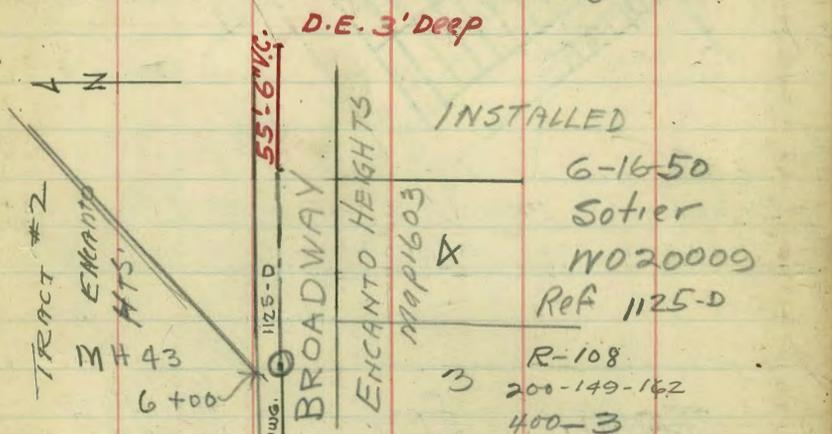 D.E. 3' Deep
N
55'-6"V.C.
INSTALLED
6-16-50
Sotier
WO 20009
Ref 1125-D
R-108
200-149-162
400-3
TRACT #2
ENCANTO
HTS.
MH 43
6+00
1125-D
DWG.
BROADWAY
ENCANTO HEIGHTS
Map 1603
4
3